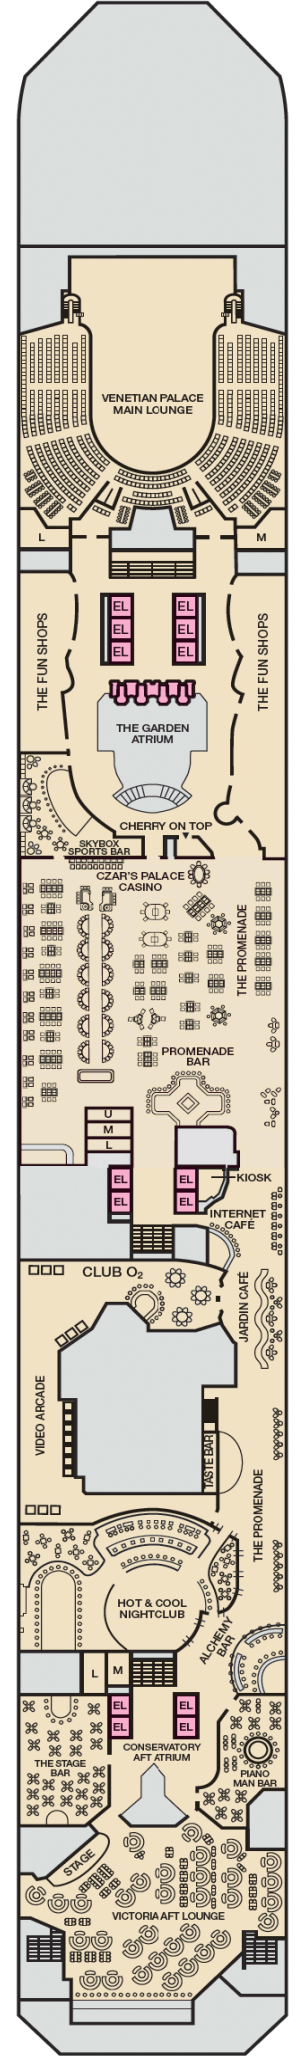 VENETIAN PALACE
MAIN LOUNGE
L
M
THE FUN SHOPS
EL
EL
EL
EL
EL
EL
THE FUN SHOPS
THE GARDEN
ATRIUM
CHERRY ON TOP
SKYBOX
SPORTS BAR
CZAR'S PALACE
CASINO
THE PROMENADE
PROMENADE
BAR
U
M
L
EL
EL
EL
EL
KIOSK
INTERNET
CAFÉ
CLUB O2
JARDIN CAFÉ
VIDEO ARCADE
TASTE BAR
THE PROMENADE
HOT & COOL
NIGHTCLUB
ALCHEMY
BAR
L
M
EL
EL
EL
EL
CONSERVATORY
AFT ATRIUM
THE STAGE
BAR
PIANO
MAN BAR
STAGE
VICTORIA AFT LOUNGE